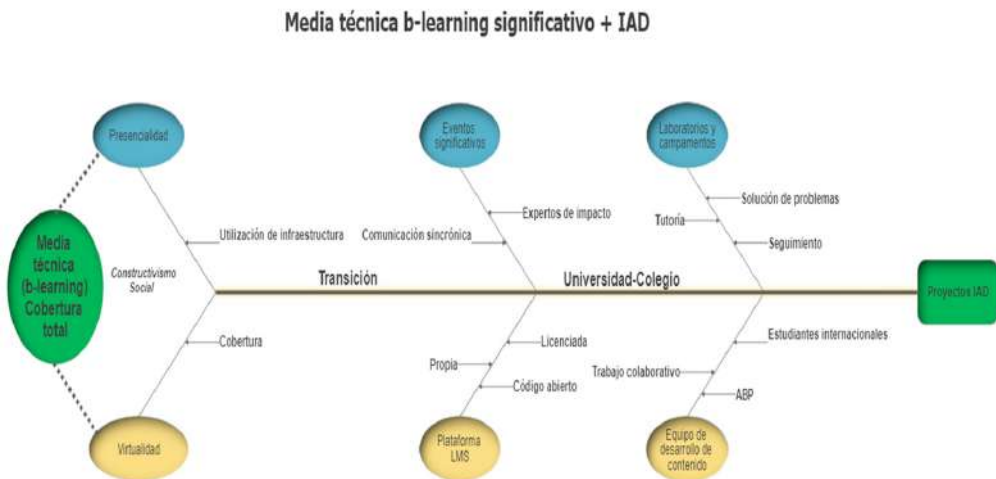 Media técnica b-learning significativo + IAD
Presencialidad
Eventos
significativos
Laboratorios y
campamentos
Solución de problemas
Expertos de impacto
Tutoría
Utilización de infraestructura
Comunicación sincrónica
Seguimiento
Media
técnica
(b-learning)
Cobertura
total
Constructivismo
Social
Transición
Universidad-Colegio
Proyectos IAD
Cobertura
Licenciada
Estudiantes internacionales
Propia
Trabajo colaborativo
Código abierto
ABP
Virtualidad
Plataforma
LMS
Equipo de
desarrollo de
contenido